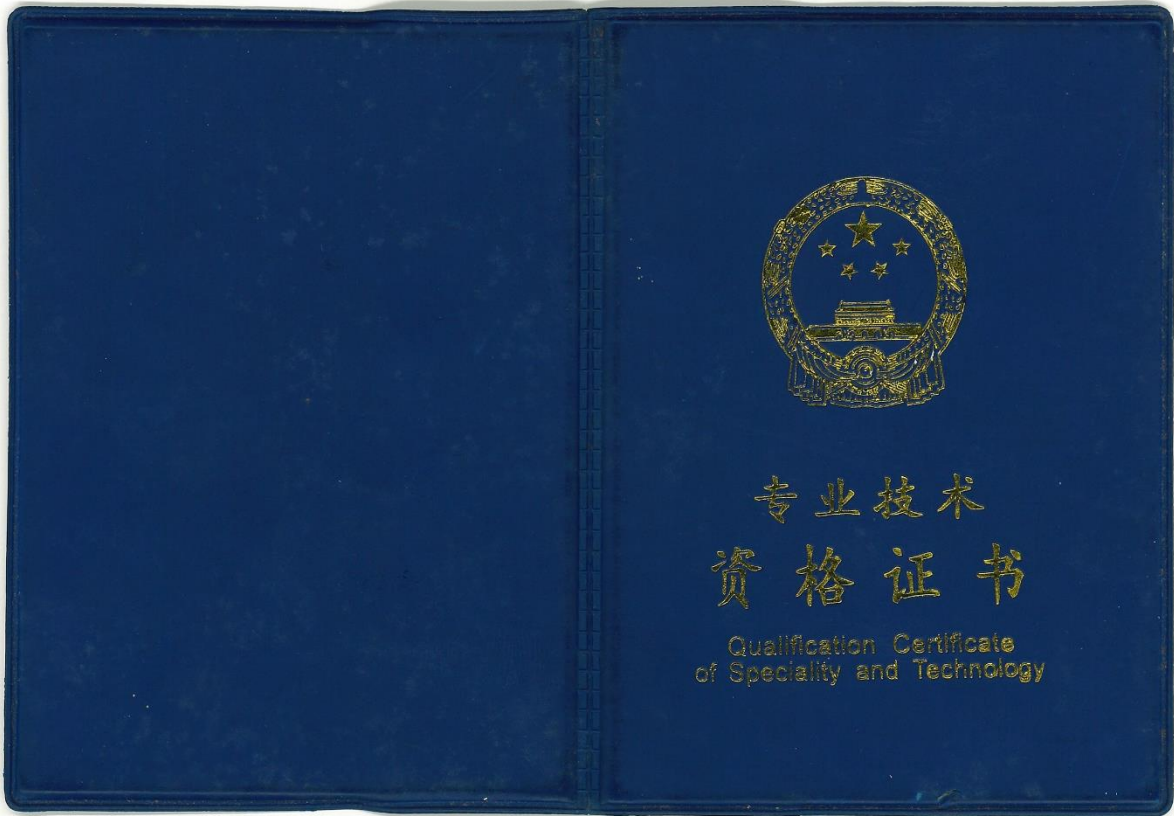 专业技术
资格证书
Qualification Certificate
of Speciality and Technology